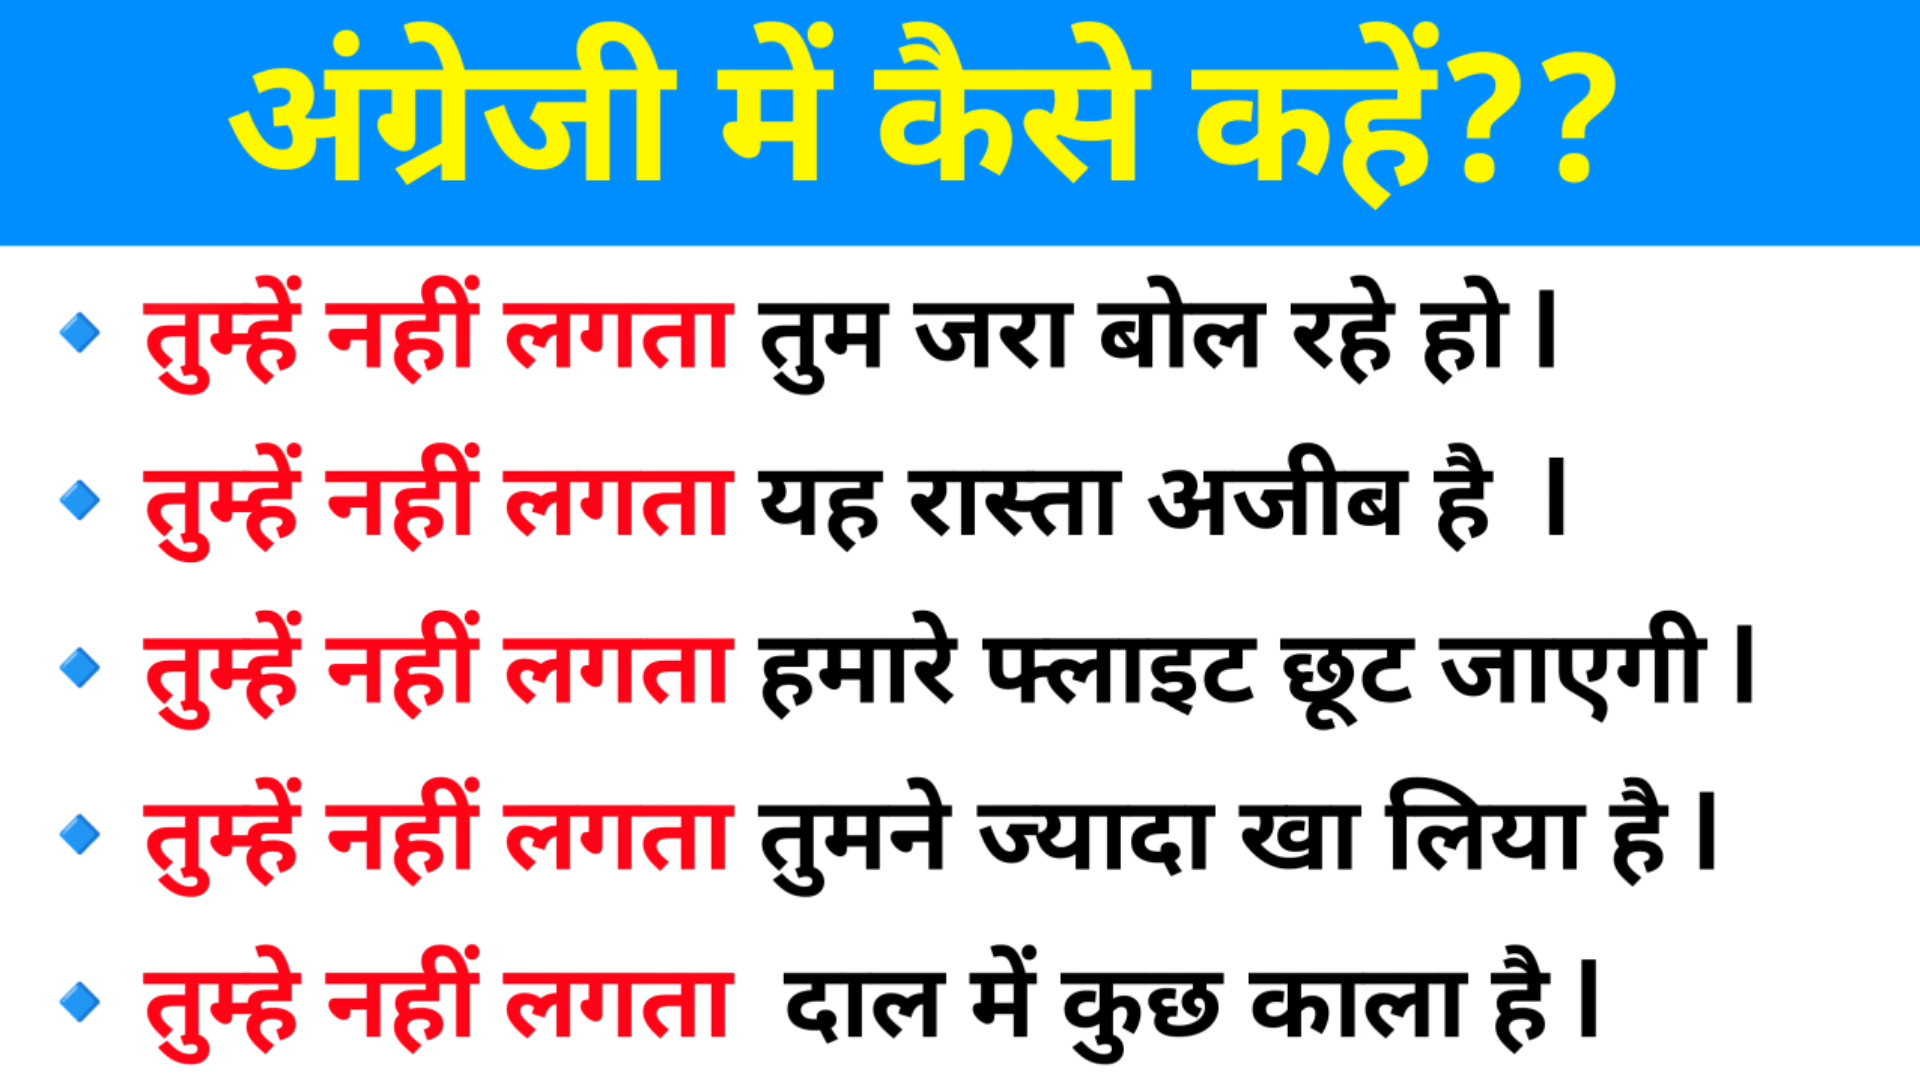 अंग्रेजी में कैसे कहें??
🔹 तुम्हें नहीं लगता तुम जरा बोल रहे हो l
🔹 तुम्हें नहीं लगता यह रास्ता अजीब है l
🔹 तुम्हें नहीं लगता हमारे फ्लाइट छूट जाएगी l
🔹 तुम्हें नहीं लगता तुमने ज्यादा खा लिया है l
🔹 तुम्हे नहीं लगता दाल में कुछ काला है l